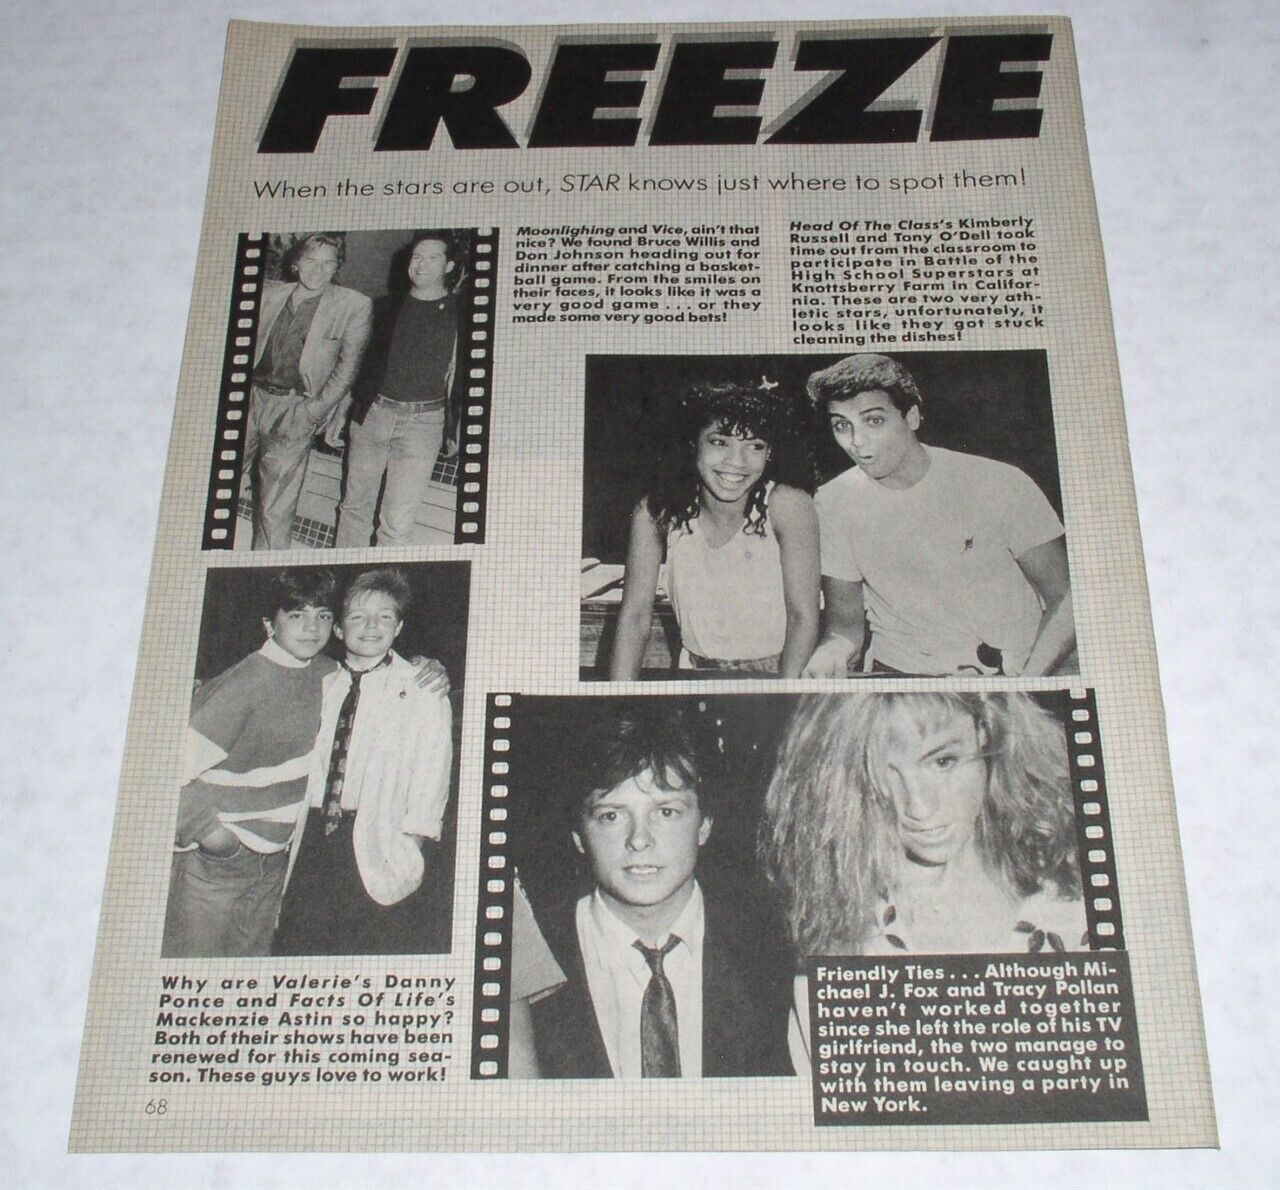 FREEZE
When the stars are out, STAR knows just where to spot them!
Moonlighing and Vice, ain't that
nice? We found Bruce Willis and
Don Johnson heading out for
dinner after catching a basket-
ball game. From the smiles on
their faces, it looks like it was a
very good game . . . or they
made some very good bets!
Head Of The Class's Kimberly
Russell and Tony O'Dell took
time out from the classroom to
participate in Battle of the
High School Superstars at
Knottsberry Farm in Califor-
nia. These are two very ath-
letic stars, unfortunately, it
looks like they got stuck
cleaning the dishes!
Why are Valerie's Danny
Ponce and Facts Of Life's
Mackenzie Astin so happy?
Both of their shows have been
renewed for this coming sea-
son. These guys love to work!
Friendly Ties . . . Although Mi-
chael J. Fox and Tracy Pollan
haven't worked together
since she left the role of his TV
girlfriend, the two manage to
stay in touch. We caught up
with them leaving a party in
New York.
68